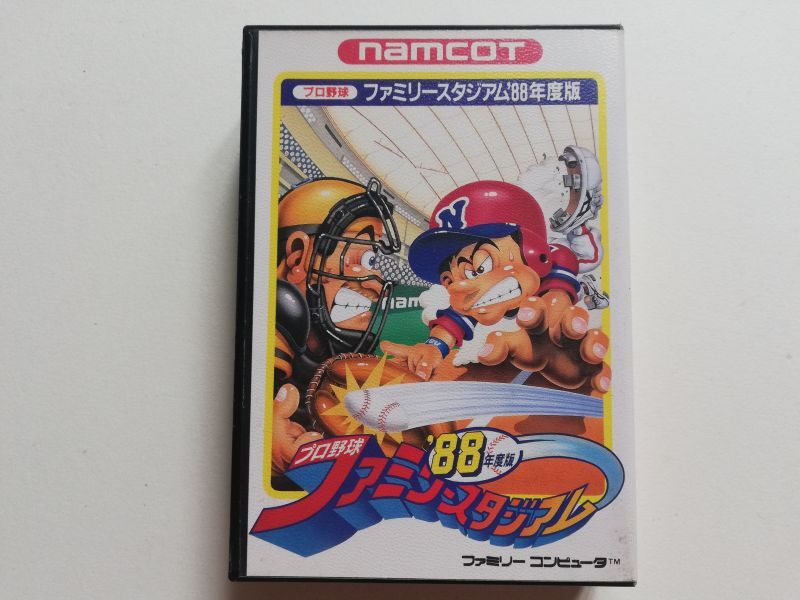 namcot
プロ野球 ファミリースタジアム'88年度版
N
namc
プロ野球 '88年度版
ファミリースタジアム
ファミリー コンピュータ™